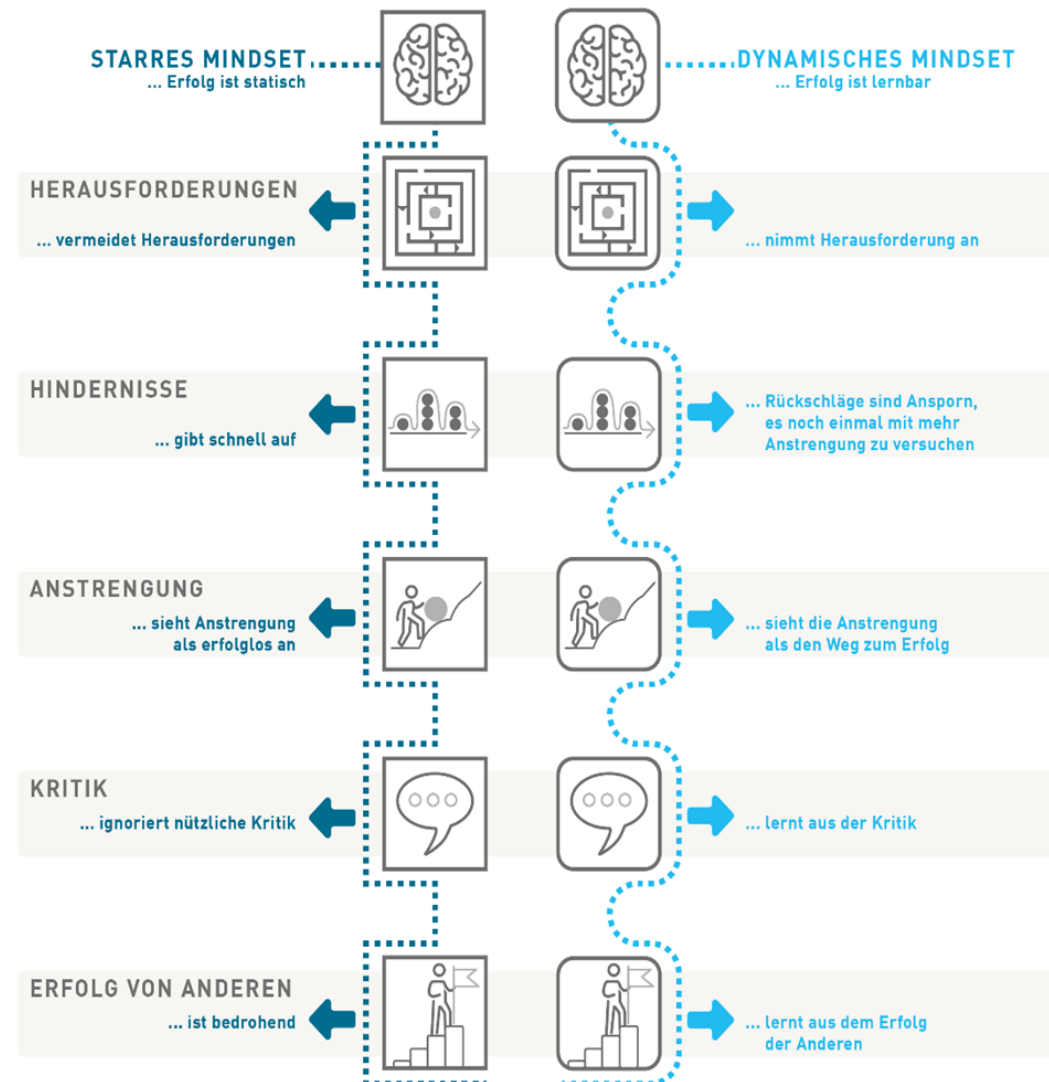 STARRES MINDSET
... Erfolg ist statisch
DYNAMISCHES MINDSET
... Erfolg ist lernbar
HERAUSFORDERUNGEN
... vermeidet Herausforderungen
... nimmt Herausforderung an
HINDERNISSE
... gibt schnell auf
... Rückschläge sind Ansporn,
es noch einmal mit mehr
Anstrengung zu versuchen
ANSTRENGUNG
... sieht Anstrengung
als erfolglos an
... sieht die Anstrengung
als den Weg zum Erfolg
KRITIK
... ignoriert nützliche Kritik
... lernt aus der Kritik
ERFOLG VON ANDEREN
... ist bedrohend
... lernt aus dem Erfolg
der Anderen